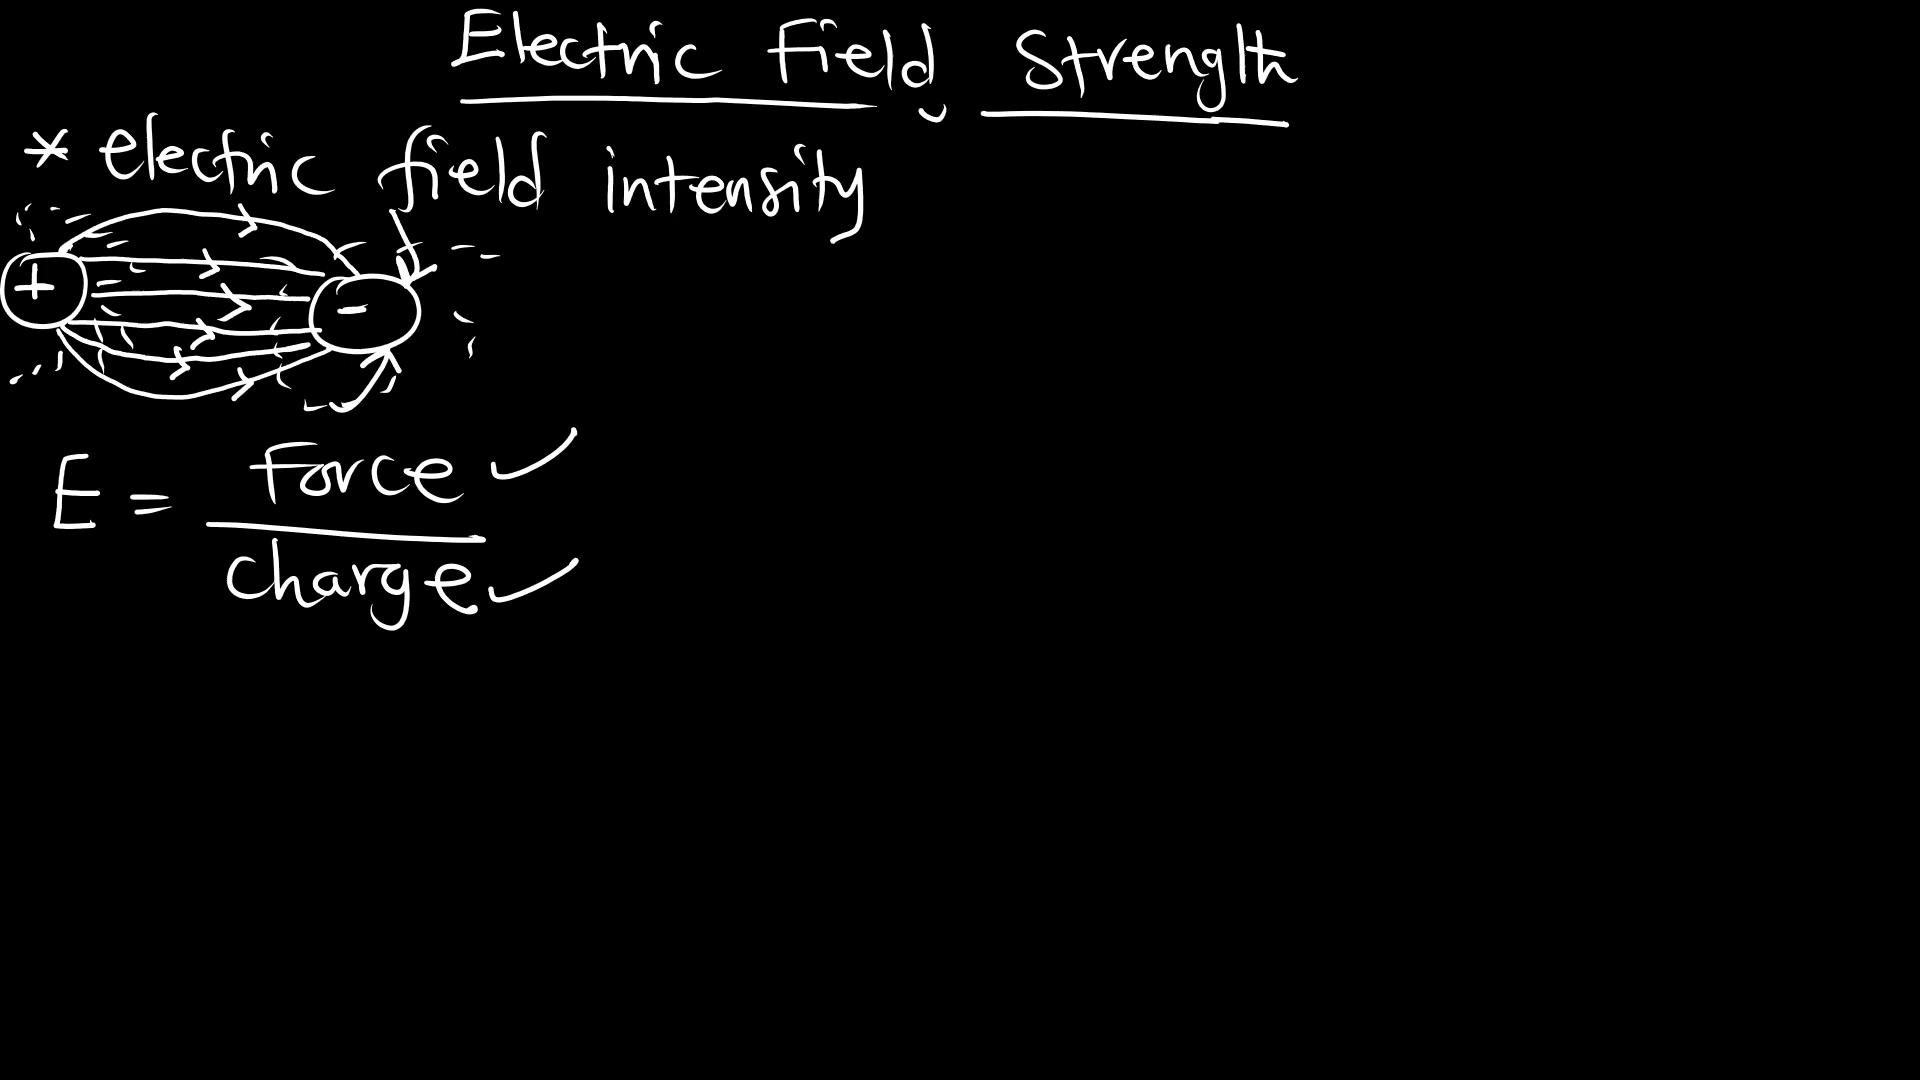 Electric Field Strength
* electric field intensity
+ -
E = Force
charge